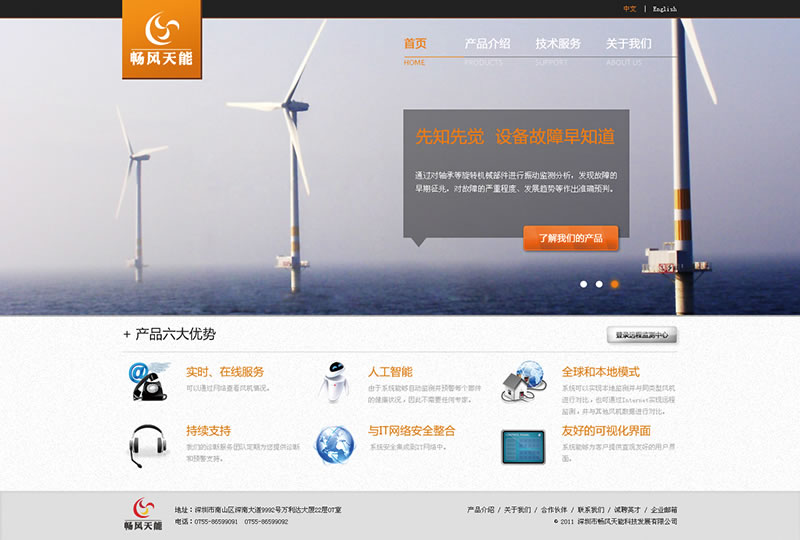 中文 | English
畅风天能
首页 产品介绍 技术服务 关于我们
HOME PRODUCTS SUPPORT ABOUT US
先知先觉 设备故障早知道
通过对轴承等旋转机械部件进行振动监测分析，发现故障的
早期征兆，对故障的严重程度、发展趋势等作出准确预判。
了解我们的产品
+ 产品六大优势
登录远程监测中心
实时、在线服务
可以通过网络查看风机情况。
人工智能
由于系统能够自动监测并预警每个部件
的健康状况，因此不需要任何专家。
全球和本地模式
系统可以实现本地监测并与同类型风机
进行对比，也可通过Internet实现远程
监测，并与其他风机数据进行对比。
持续支持
我们的诊断服务团队定期为您提供诊断
和预警支持。
与IT网络安全整合
系统安全集成到IT网络中。
友好的可视化界面
系统能够为客户提供直观友好的用户界
面。
畅风天能
地址：深圳市南山区深南大道9992号万利达大厦22层07室
电话：0755-86599091 0755-86599092
产品介绍 / 关于我们 / 合作伙伴 / 联系我们 / 诚聘英才 / 企业邮箱
© 2011 深圳市畅风天能科技发展有限公司